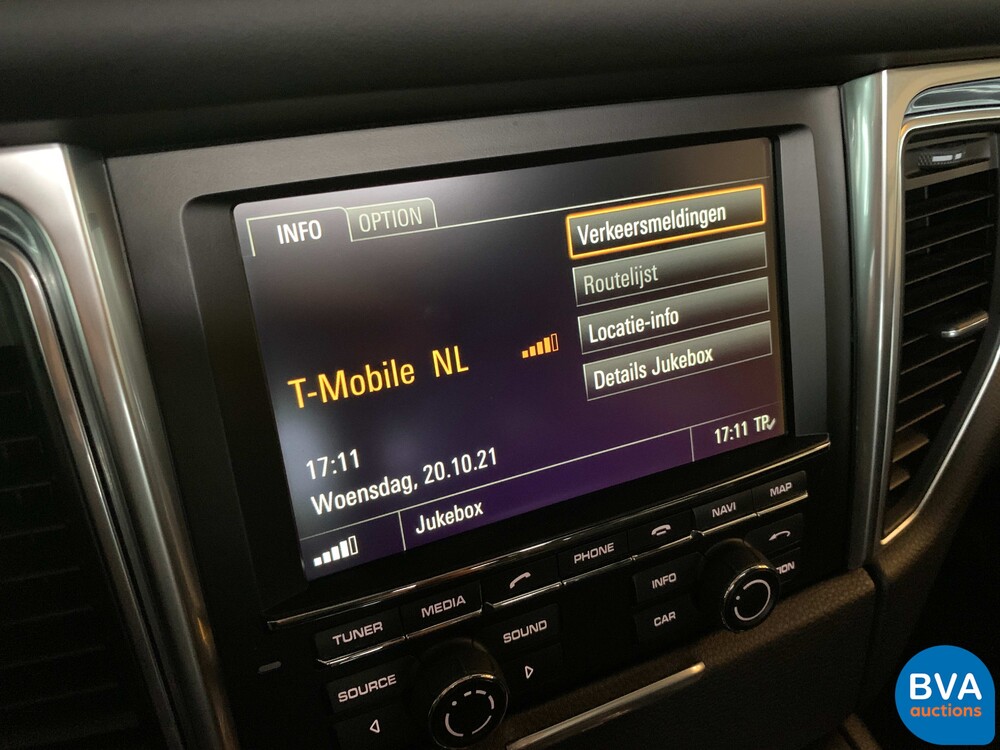 INFO
OPTION
Verkeersmeldingen
Routelijst
Locatie-info
Details Jukebox
T-Mobile NL
17:11
Woensdag, 20.10.21
Jukebox
17:11 TP
TUNER
MEDIA
PHONE
NAVI
MAP
SOURCE
SOUND
INFO
CAR
BVA
auctions